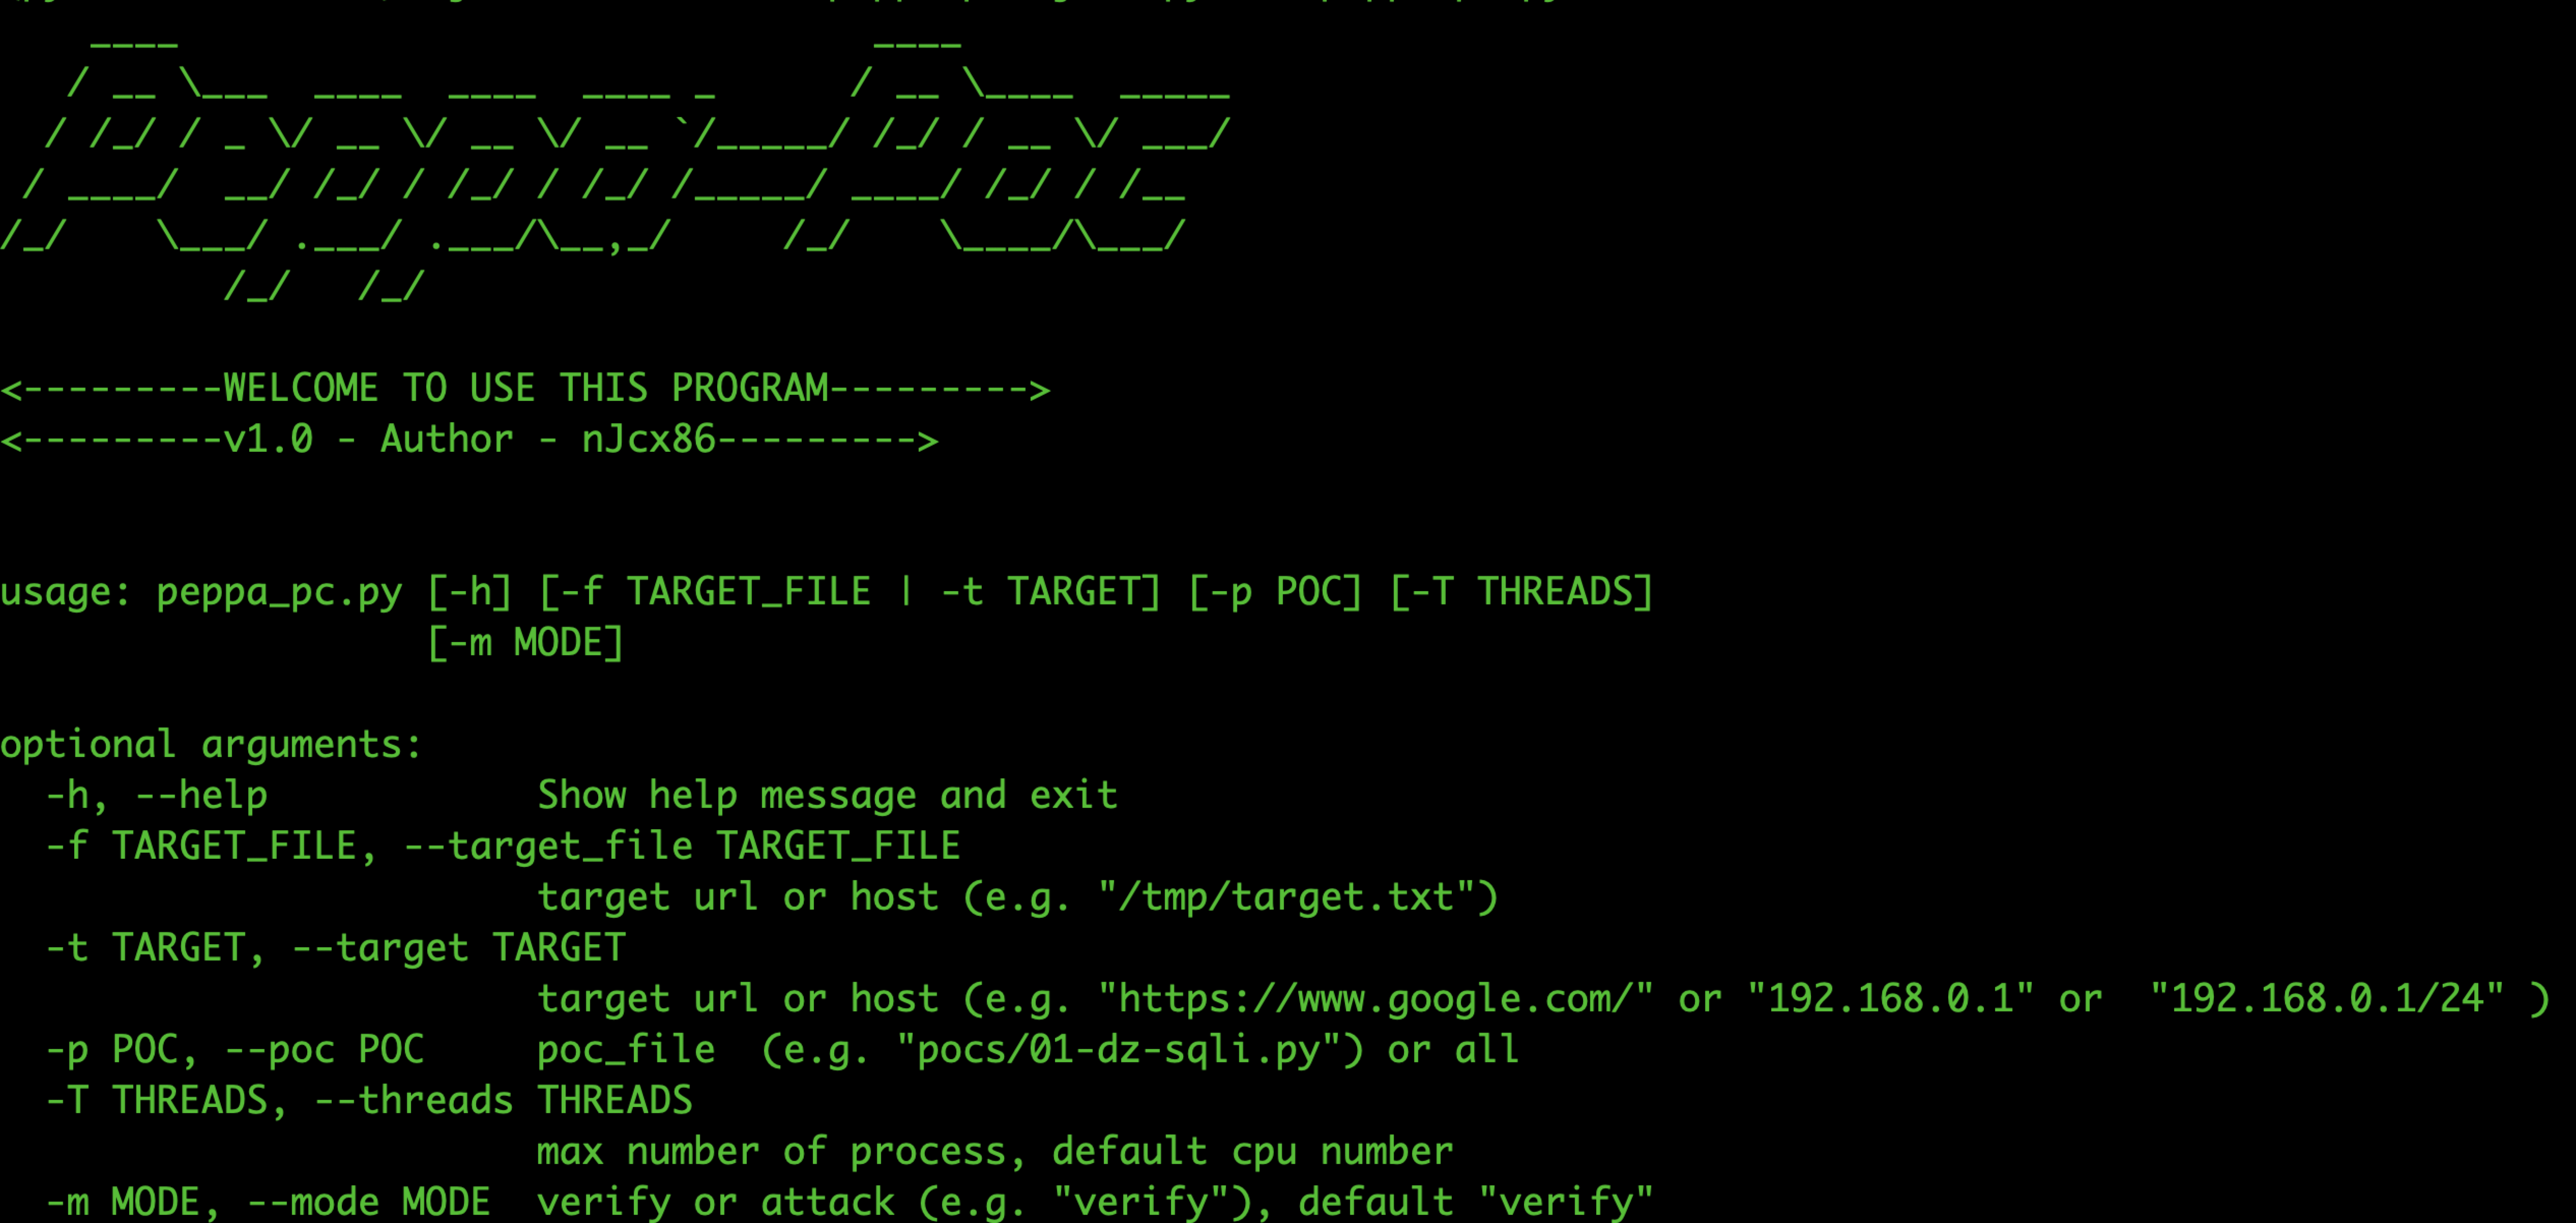 Peppa-Poc
<---------WELCOME TO USE THIS PROGRAM--------->
<---------v1.0 - Author - nJcx86--------->
usage: peppa_pc.py [-h] [-f TARGET_FILE | -t TARGET] [-p POC] [-T THREADS]
[-m MODE]
optional arguments:
-h, --help Show help message and exit
-f TARGET_FILE, --target_file TARGET_FILE
target url or host (e.g. "/tmp/target.txt")
-t TARGET, --target TARGET
target url or host (e.g. "https://www.google.com/" or "192.168.0.1" or "192.168.0.1/24" )
-p POC, --poc POC poc_file (e.g. "pocs/01-dz-sqli.py") or all
-T THREADS, --threads THREADS
max number of process, default cpu number
-m MODE, --mode MODE verify or attack (e.g. "verify"), default "verify"